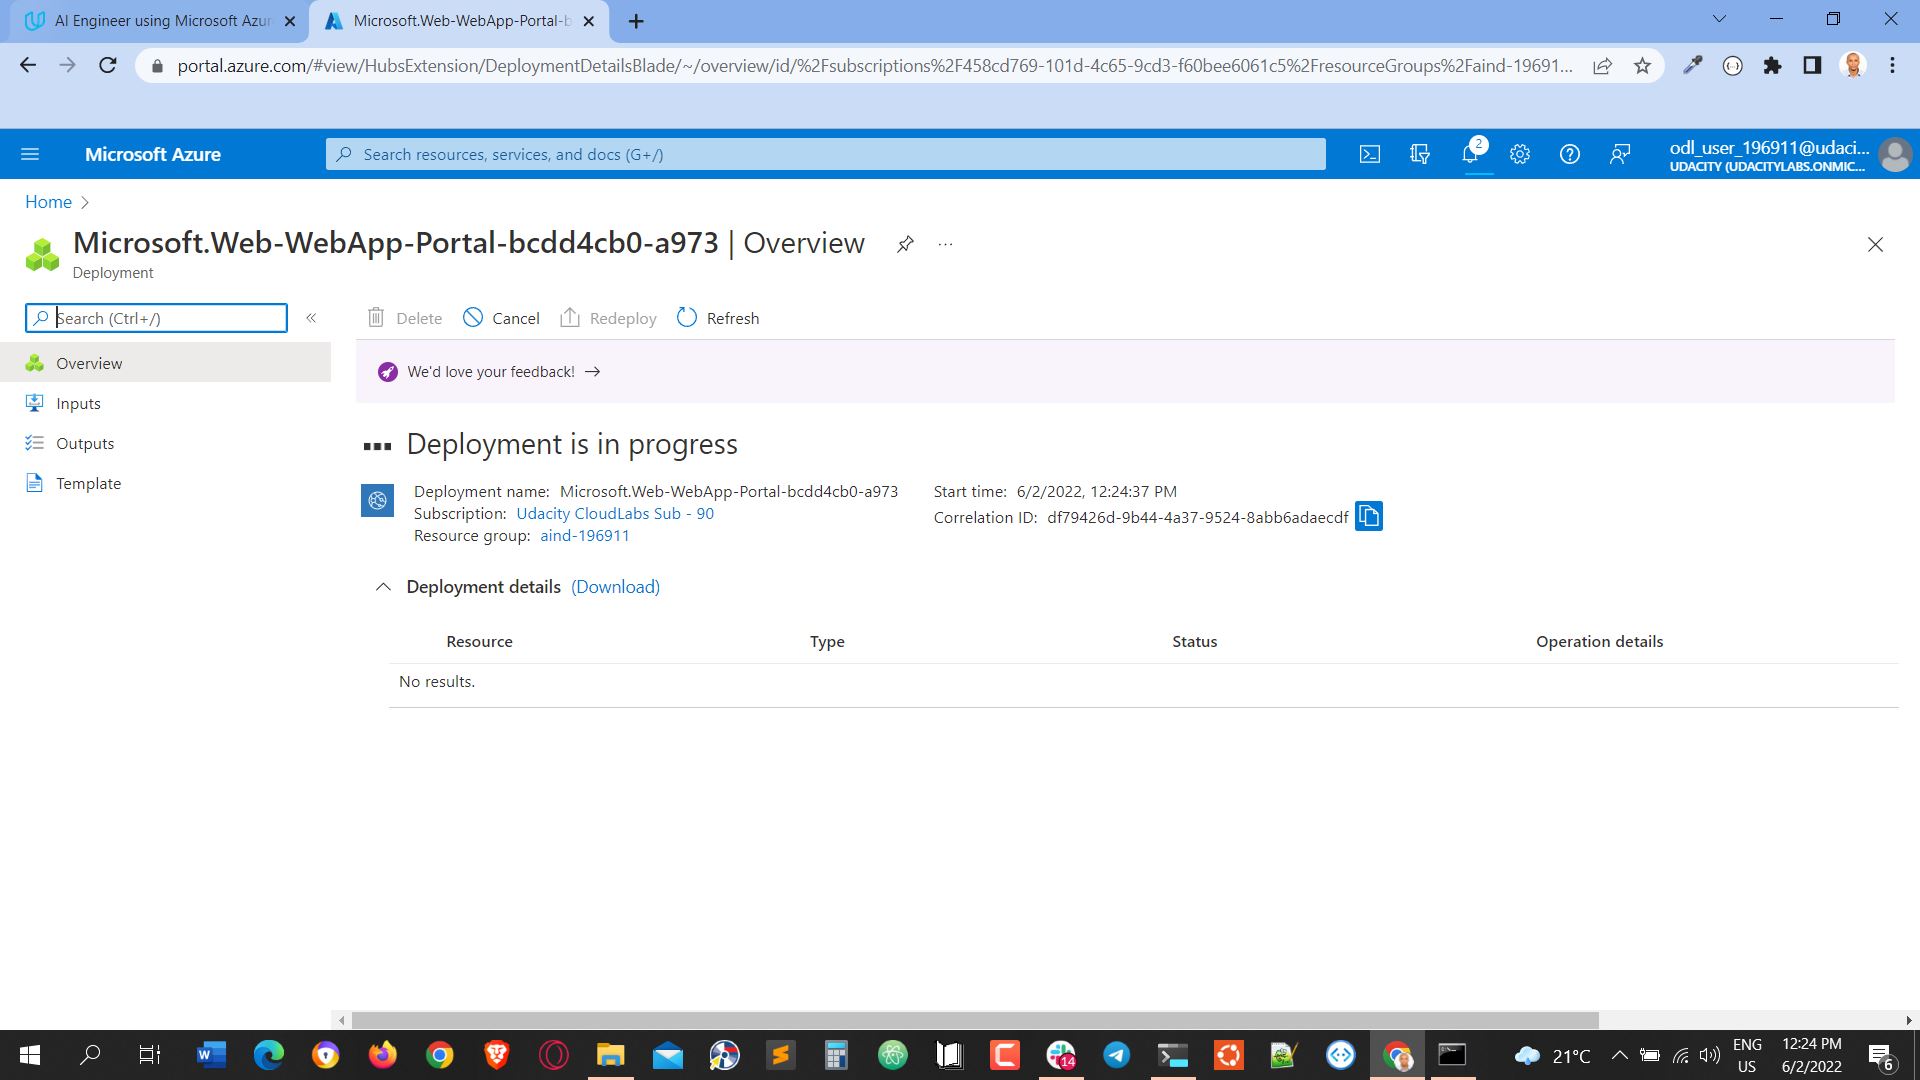 AI Engineer using Microsoft Azur
Microsoft.Web-WebApp-Portal-b
portal.azure.com/#view/HubsExtension/DeploymentDetailsBlade/~/overview/id/%2Fsubscriptions%2F458cd769-101d-4c65-9cd3-f60bee6061c5%2FresourceGroups%2Faind-19691...
Microsoft Azure
Search resources, services, and docs (G+/)
2
odl_user_196911@udaci...
UDACITY (UDACITYLABS.ONMIC...
Home
Microsoft.Web-WebApp-Portal-bcdd4cb0-a973 | Overview
Deployment
Search (Ctrl+/)
Delete
Cancel
Redeploy
Refresh
Overview
Inputs
Outputs
Template
We'd love your feedback!
Deployment is in progress
Deployment name: Microsoft.Web-WebApp-Portal-bcdd4cb0-a973
Subscription: Udacity CloudLabs Sub - 90
Resource group: aind-196911
Start time: 6/2/2022, 12:24:37 PM
Correlation ID: df79426d-9b44-4a37-9524-8abb6adaecdf
Deployment details (Download)
Resource Type Status Operation details
No results.
14
21°C
ENG
US
12:24 PM
6/2/2022
6